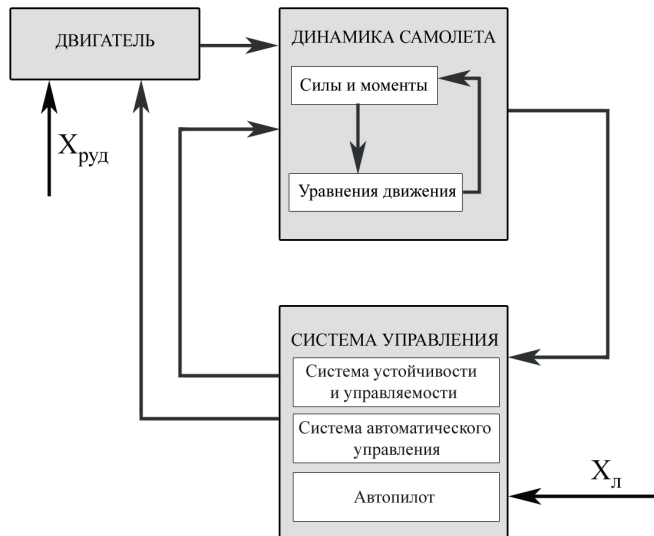 ДВИГАТЕЛЬ
ДИНАМИКА САМОЛЕТА
Силы и моменты
Xруд
Уравнения движения
СИСТЕМА УПРАВЛЕНИЯ
Система устойчивости
и управляемости
Система автоматического
управления
Автопилот
Xл